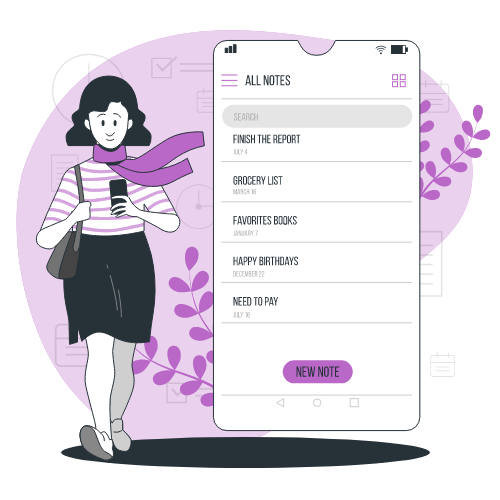 ALL NOTES
SEARCH
FINISH THE REPORT
JULY 4
GROCERY LIST
MARCH 16
FAVORITES BOOKS
JANUARY 7
HAPPY BIRTHDAYS
DECEMBER 22
NEED TO PAY
JULY 16
NEW NOTE